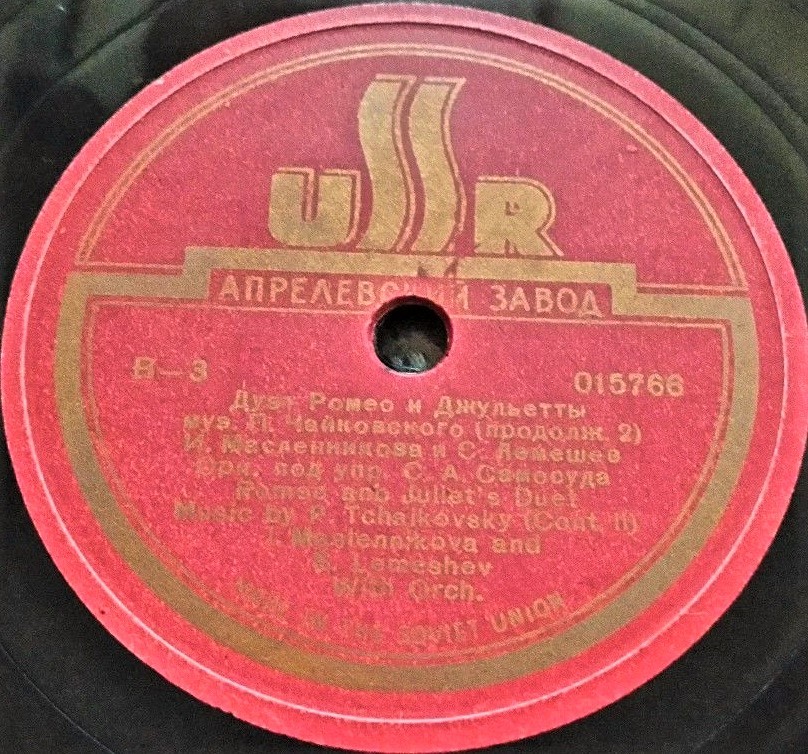 USSR
АПРЕЛЕВСКИЙ ЗАВОД
В—3 015766
Дуэт Ромео и Джульетты
муз. П. Чайковского (продолж. 2)
И. Масленникова и С. Лемешев
Орк. под упр. С. А. Самосуда
Romeo and Juliet's Duet
Music by P. Tchaikovsky (Cont. II)
I. Maslennikova and
S. Lemeshev
With Orch.
MADE IN THE SOVIET UNION